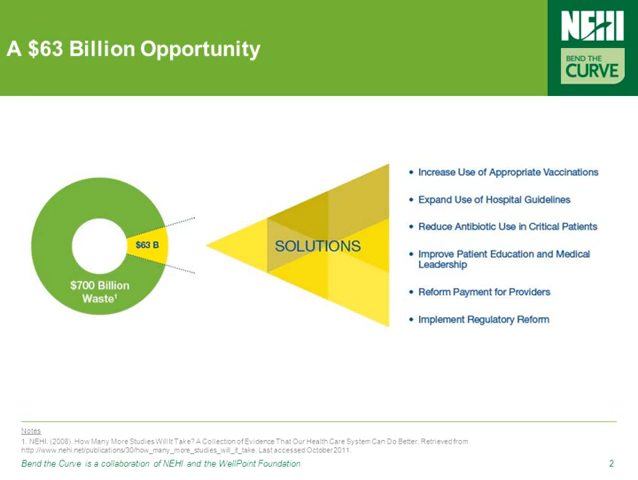 A $63 Billion Opportunity
NEHI
BEND THE
CURVE
$63 B
$700 Billion
Waste¹
SOLUTIONS
• Increase Use of Appropriate Vaccinations
• Expand Use of Hospital Guidelines
• Reduce Antibiotic Use in Critical Patients
• Improve Patient Education and Medical
Leadership
• Reform Payment for Providers
• Implement Regulatory Reform
Notes
1. NEHI. (2008). How Many More Studies Will It Take? A Collection of Evidence That Our Health Care System Can Do Better. Retrieved from
http://www.nehi.net/publications/30/how_many_more_studies_will_it_take. Last accessed October 2011.
Bend the Curve is a collaboration of NEHI and the WellPoint Foundation
2